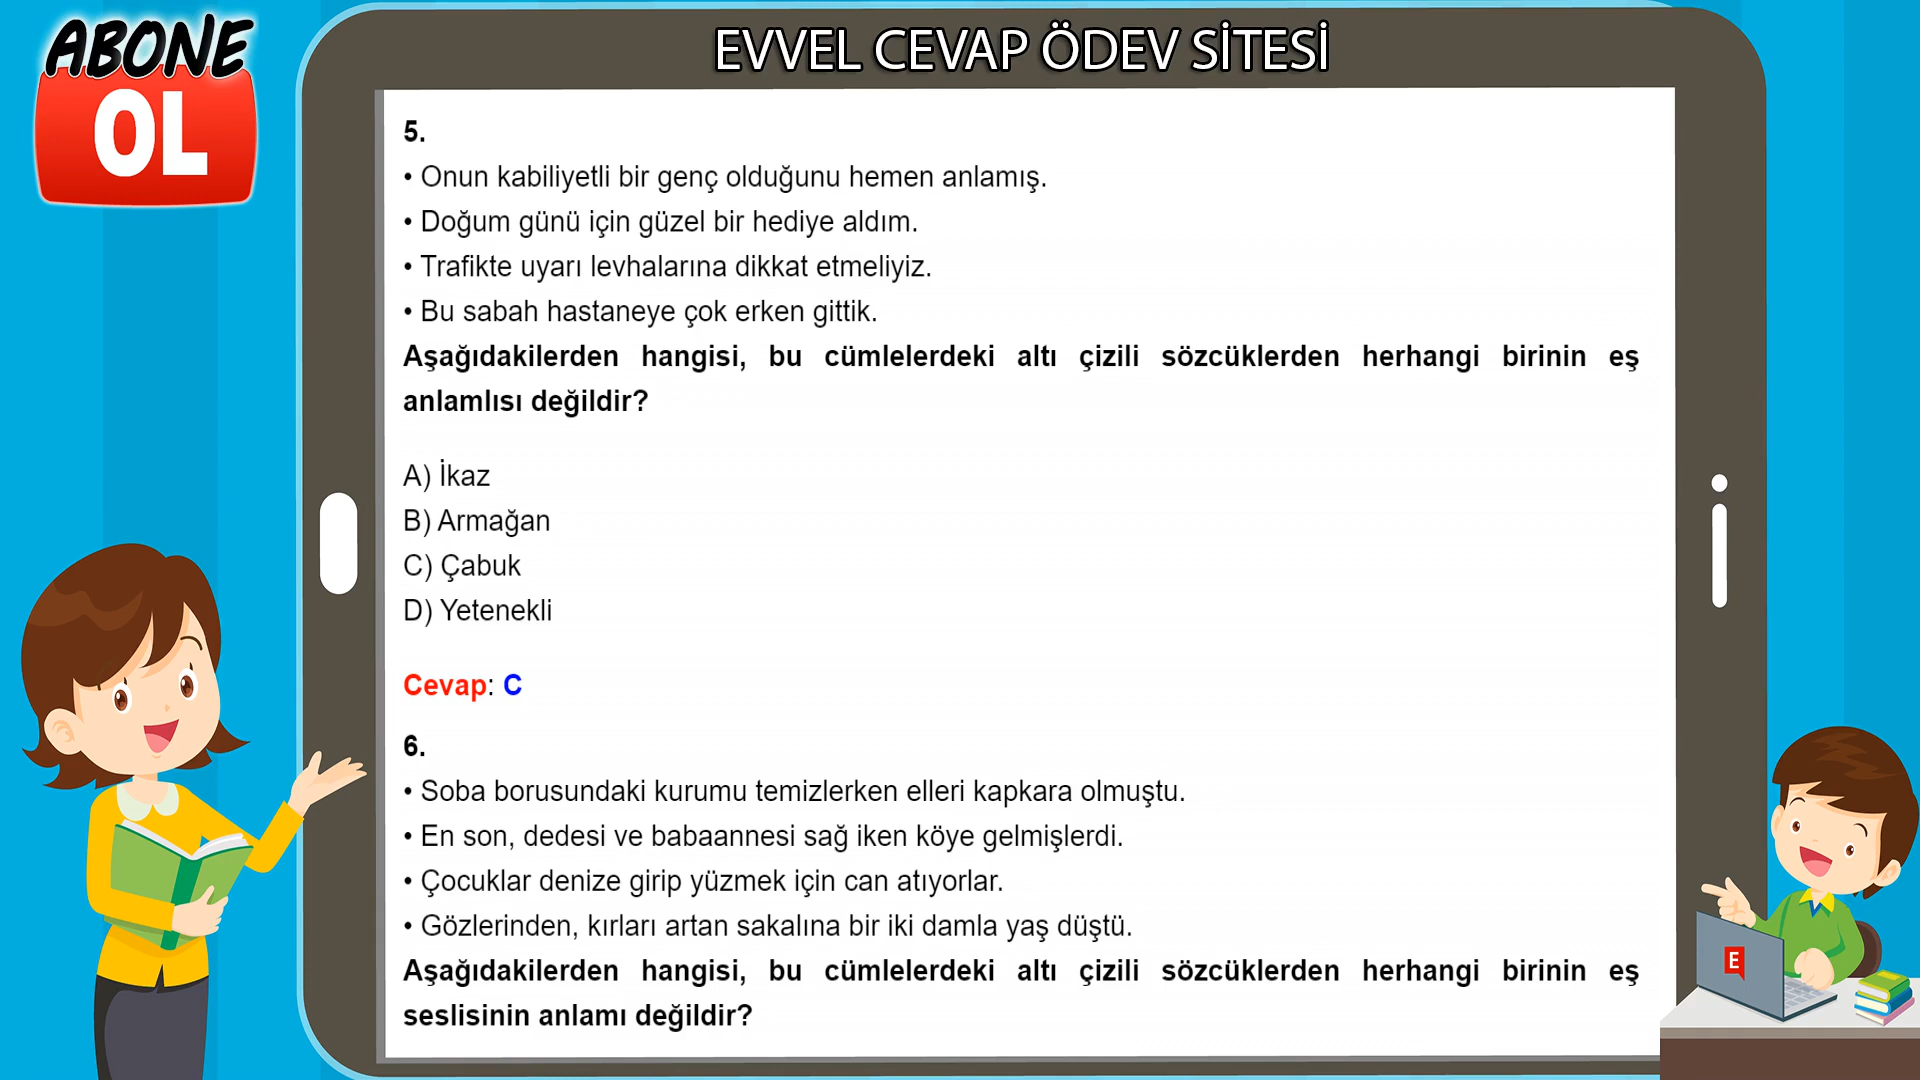 ABONE
OL
EVVEL CEVAP ÖDEV SİTESİ
5.
• Onun kabiliyetli bir genç olduğunu hemen anlamış.
• Doğum günü için güzel bir hediye aldım.
• Trafikte uyarı levhalarına dikkat etmeliyiz.
• Bu sabah hastaneye çok erken gittik.
Aşağıdakilerden hangisi, bu cümlelerdeki altı çizili sözcüklerden herhangi birinin eş
anlamlısı değildir?
A) İkaz
B) Armağan
C) Çabuk
D) Yetenekli
Cevap: C
6.
• Soba borusundaki kurumu temizlerken elleri kapkara olmuştu.
• En son, dedesi ve babaannesi sağ iken köye gelmişlerdi.
• Çocuklar denize girip yüzmek için can atıyorlar.
• Gözlerinden, kırları artan sakalına bir iki damla yaş düştü.
Aşağıdakilerden hangisi, bu cümlelerdeki altı çizili sözcüklerden herhangi birinin eş
seslisinin anlamı değildir?
E